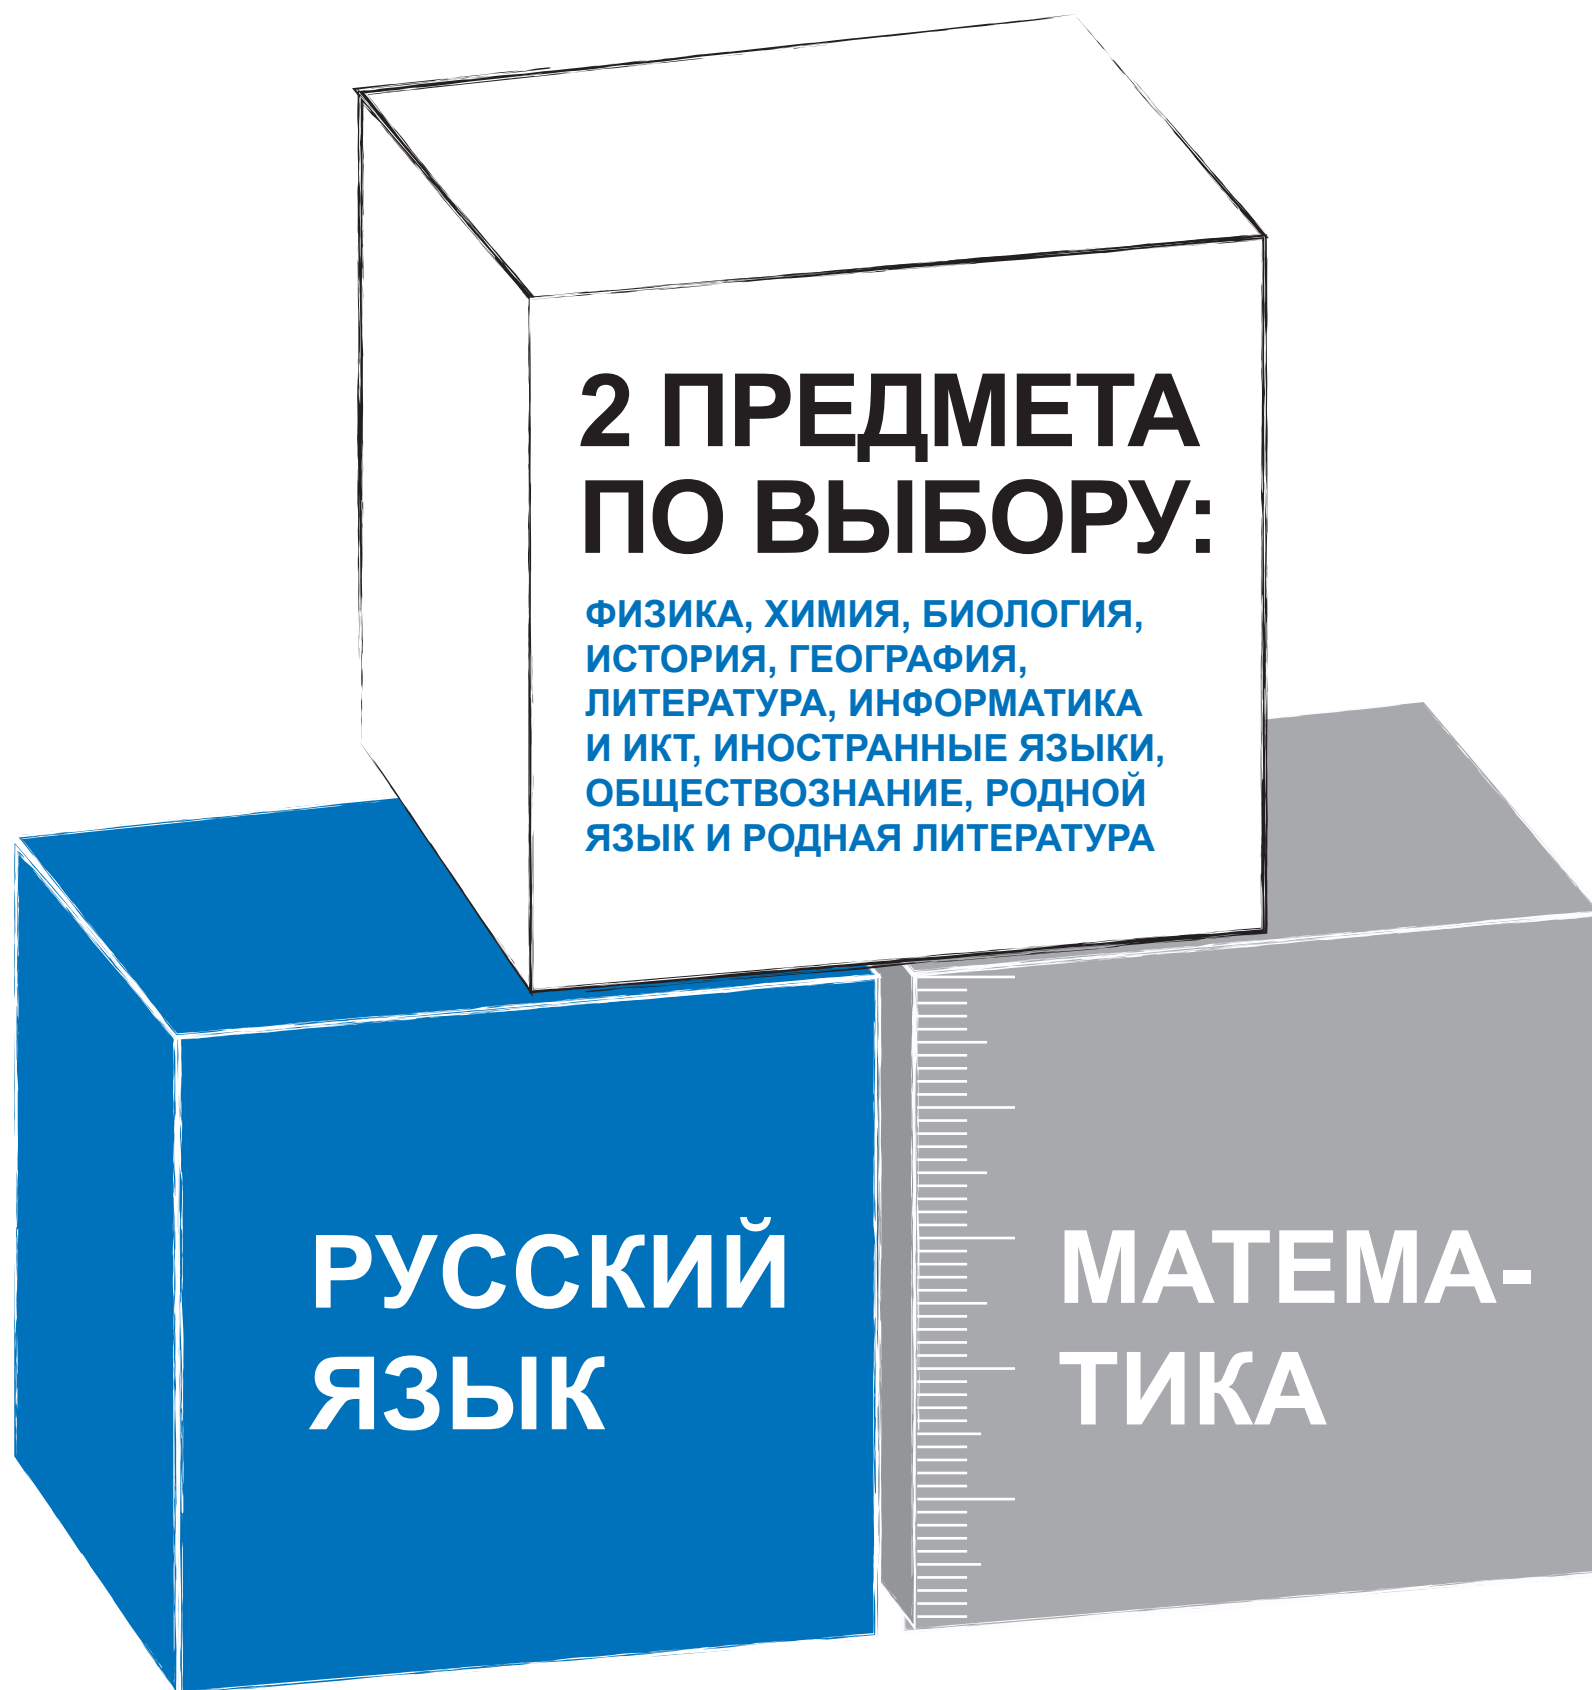 2 ПРЕДМЕТА
ПО ВЫБОРУ:
ФИЗИКА, ХИМИЯ, БИОЛОГИЯ,
ИСТОРИЯ, ГЕОГРАФИЯ,
ЛИТЕРАТУРА, ИНФОРМАТИКА
И ИКТ, ИНОСТРАННЫЕ ЯЗЫКИ,
ОБЩЕСТВОЗНАНИЕ, РОДНОЙ
ЯЗЫК И РОДНАЯ ЛИТЕРАТУРА
РУССКИЙ
ЯЗЫК
МАТЕМА-
ТИКА